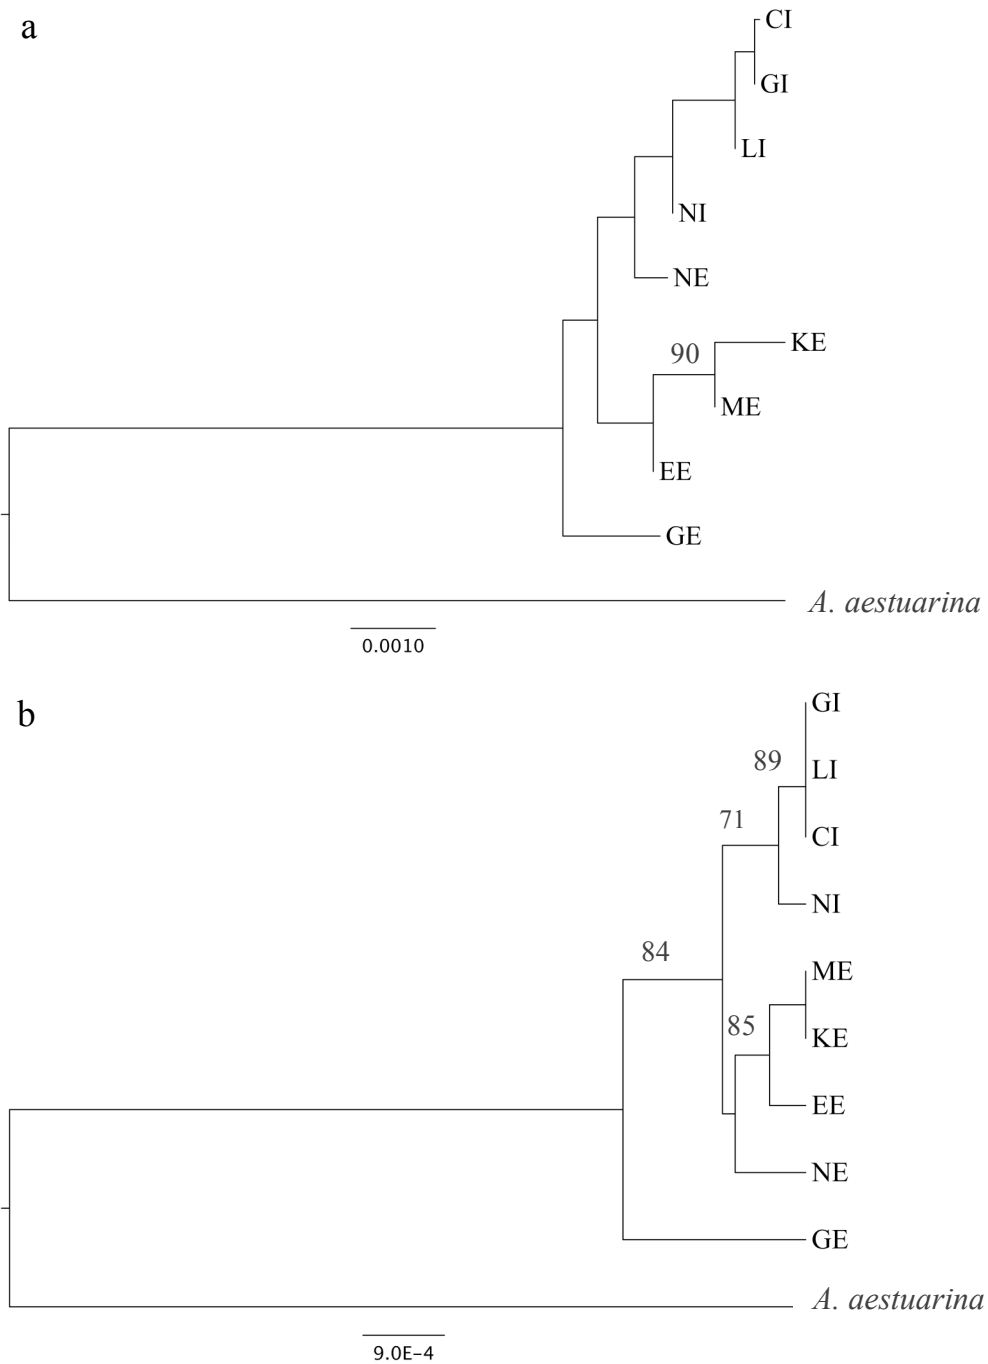 a
CI
GI
LI
NI
NE
KE
90
ME
EE
GE
A. aestuarina
0.0010
b
GI
89
LI
71
CI
NI
84
ME
85
KE
EE
NE
GE
A. aestuarina
9.0E-4